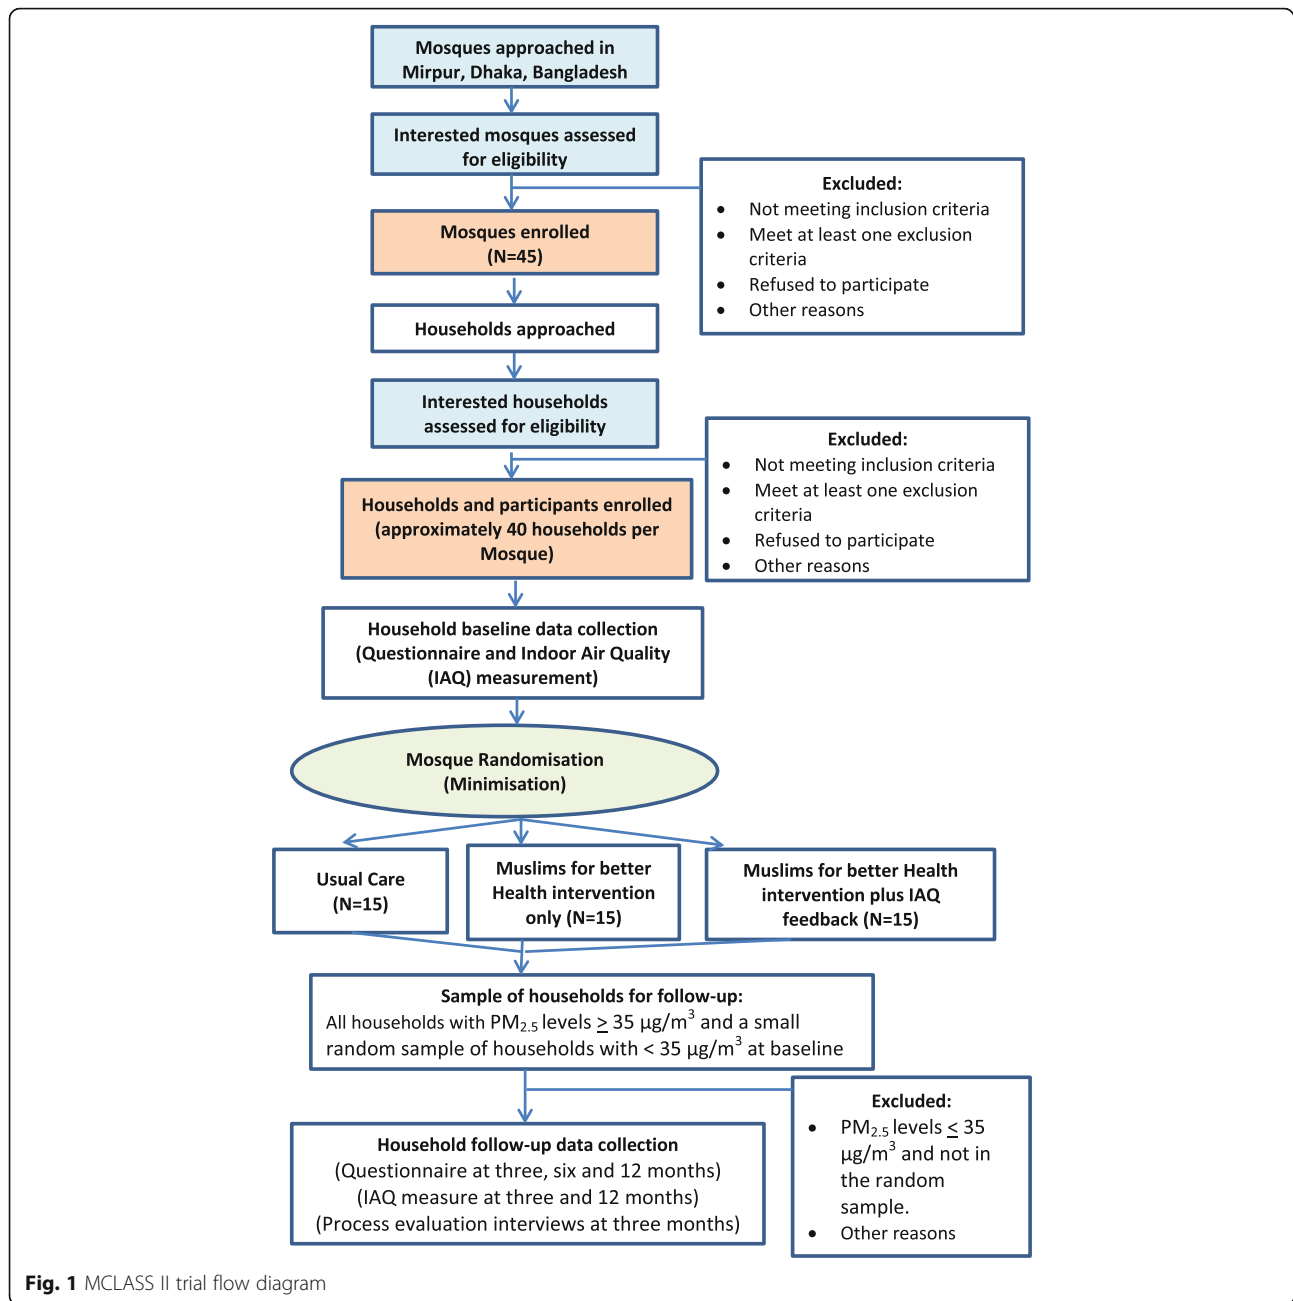 Mosques approached in
Mirpur, Dhaka, Bangladesh
Interested mosques assessed
for eligibility
Excluded:
• Not meeting inclusion criteria
• Meet at least one exclusion
criteria
• Refused to participate
• Other reasons
Mosques enrolled
(N=45)
Households approached
Interested households
assessed for eligibility
Excluded:
• Not meeting inclusion criteria
• Meet at least one exclusion
criteria
• Refused to participate
• Other reasons
Households and participants enrolled
(approximately 40 households per
Mosque)
Household baseline data collection
(Questionnaire and Indoor Air Quality
(IAQ) measurement)
Mosque Randomisation
(Minimisation)
Usual Care
(N=15)
Muslims for better
Health intervention
only (N=15)
Muslims for better Health
intervention plus IAQ
feedback (N=15)
Sample of households for follow-up:
All households with PM2.5 levels ≥ 35 µg/m³ and a small
random sample of households with < 35 µg/m³ at baseline
Excluded:
• PM2.5 levels ≤ 35
µg/m³ and not in
the random
sample.
• Other reasons
Household follow-up data collection
(Questionnaire at three, six and 12 months)
(IAQ measure at three and 12 months)
(Process evaluation interviews at three months)
Fig. 1 MCLASS II trial flow diagram